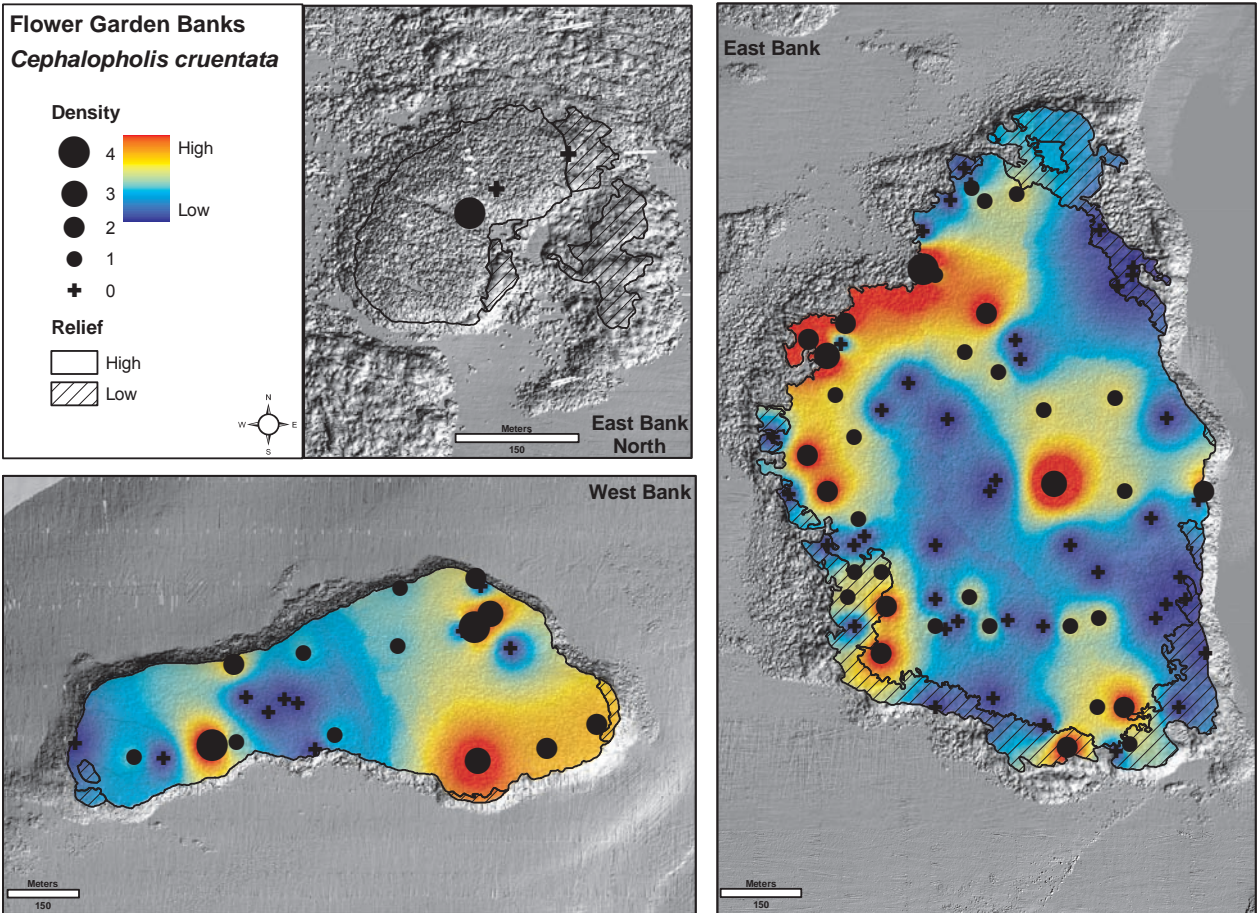 Flower Garden Banks
Cephalopholis cruentata
Density
4
3
2
1
0
High
Low
Relief
High
Low
N
W E
S
Meters
150
East Bank
North
West Bank
Meters
150
East Bank
Meters
150